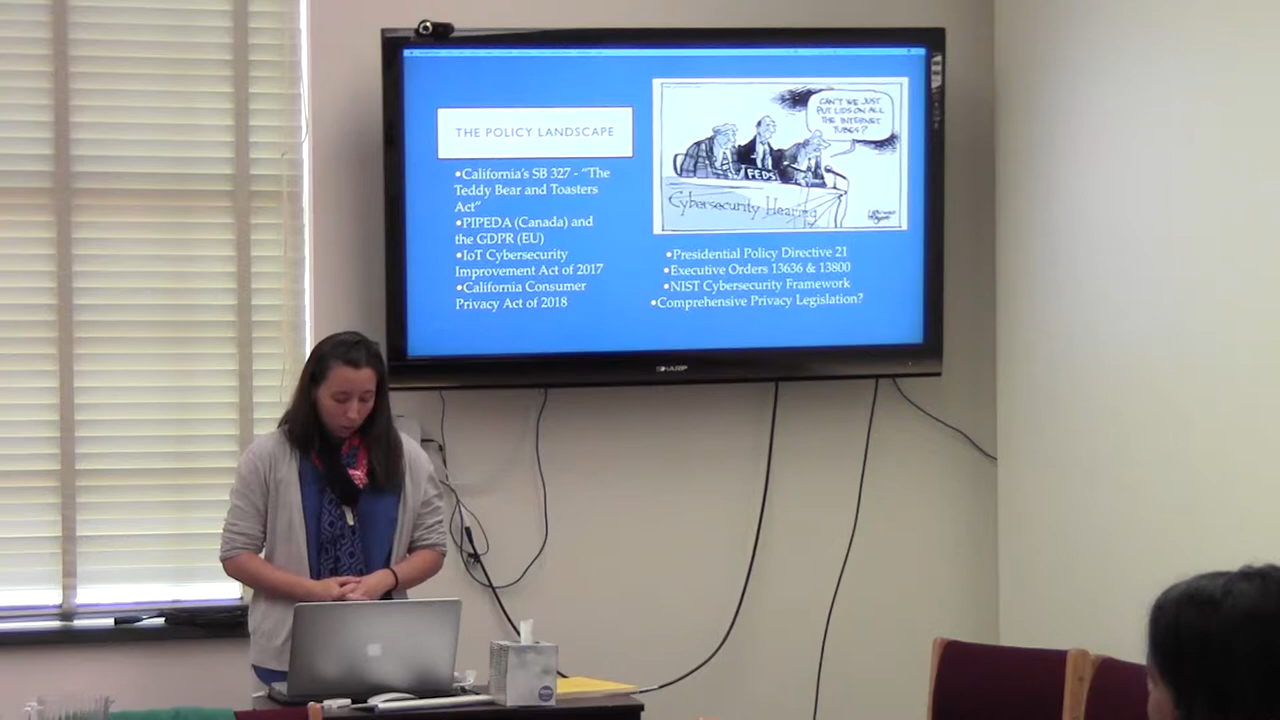 THE POLICY LANDSCAPE
•California's SB 327 - "The
Teddy Bear and Toasters
Act"
•PIPEDA (Canada) and
the GDPR (EU)
•IoT Cybersecurity
Improvement Act of 2017
•California Consumer
Privacy Act of 2018
CAN'T WE JUST
PUT LIDS ON ALL
THE INTERNET
TUBES?
FEDS
Cybersecurity Hearing
•Presidential Policy Directive 21
•Executive Orders 13636 & 13800
•NIST Cybersecurity Framework
•Comprehensive Privacy Legislation?
SHARP